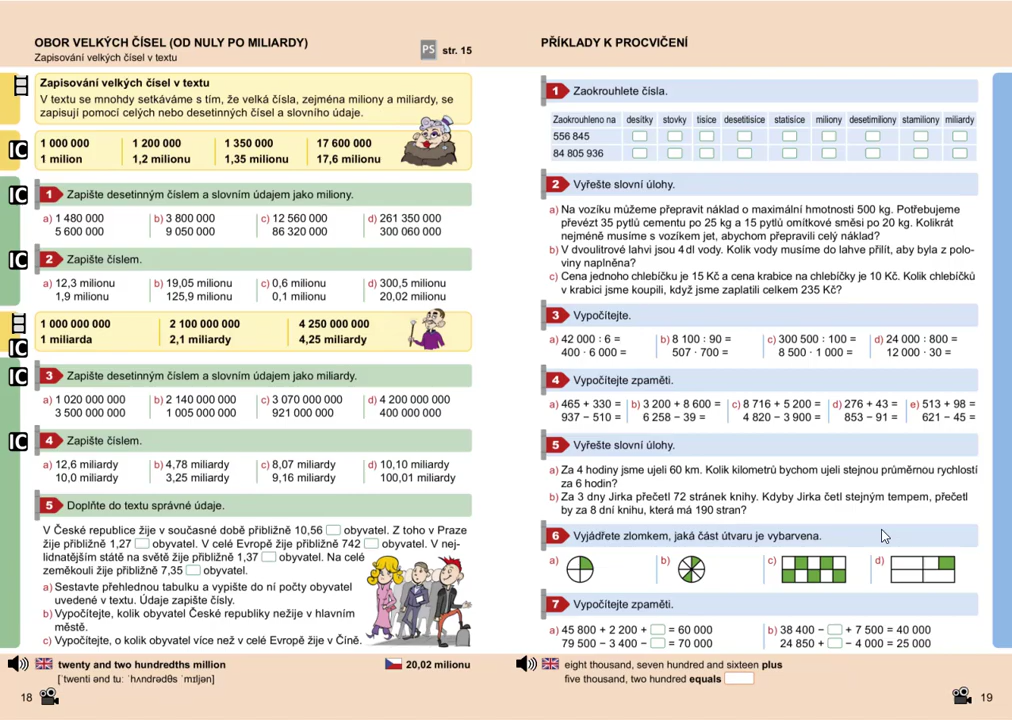 OBOR VELKÝCH ČÍSEL (OD NULY PO MILIARDY)
Zapisování velkých čísel v textu
PS str. 15
Zapisování velkých čísel v textu
V textu se mnohdy setkáváme s tím, že velká čísla, zejména miliony a miliardy, se
zapisují pomocí celých nebo desetinných čísel a slovního údaje.
IC
1 000 000 1 200 000 1 350 000 17 600 000
1 milion 1,2 milionu 1,35 milionu 17,6 milionu
IC
1 Zapište desetinným číslem a slovním údajem jako miliony.
a) 1 480 000 b) 3 800 000 c) 12 560 000 d) 261 350 000
5 600 000 9 050 000 86 320 000 300 060 000
IC
2 Zapište číslem.
a) 12,3 milionu b) 19,05 milionu c) 0,6 milionu d) 300,5 milionu
1,9 milionu 125,9 milionu 0,1 milionu 20,02 milionu
IC
1 000 000 000 2 100 000 000 4 250 000 000
1 miliarda 2,1 miliardy 4,25 miliardy
IC
3 Zapište desetinným číslem a slovním údajem jako miliardy.
a) 1 020 000 000 b) 2 140 000 000 c) 3 070 000 000 d) 4 200 000 000
3 500 000 000 1 005 000 000 921 000 000 400 000 000
IC
4 Zapište číslem.
a) 12,6 miliardy b) 4,78 miliardy c) 8,07 miliardy d) 10,10 miliardy
10,0 miliardy 3,25 miliardy 9,16 miliardy 100,01 miliardy
5 Doplňte do textu správné údaje.
V České republice žije v současné době přibližně 10,56 obyvatel. Z toho v Praze
žije přibližně 1,27 obyvatel. V celé Evropě žije přibližně 742 obyvatel. V nej-
lidnatějším státě na světě žije přibližně 1,37 obyvatel. Na celé
zeměkouli žije přibližně 7,35 obyvatel.
a) Sestavte přehlednou tabulku a vypište do ní počty obyvatel
uvedené v textu. Údaje zapište čísly.
b) Vypočítejte, kolik obyvatel České republiky nežije v hlavním
městě.
c) Vypočítejte, o kolik obyvatel více než v celé Evropě žije v Číně.
twenty and two hundredths million 20,02 milionu
[ˈtwenti ənd tuː ˈhʌndrədθs ˈmɪljən]
18
PŘÍKLADY K PROCVIČENÍ
1 Zaokrouhlete čísla.
Zaokrouhleno na desítky stovky tisíce desetitisíce statisíce miliony desetimiliony stamiliony miliardy
556 845
84 805 936
2 Vyřešte slovní úlohy.
a) Na vozíku můžeme přepravit náklad o maximální hmotnosti 500 kg. Potřebujeme
převézt 35 pytlů cementu po 25 kg a 15 pytlů omítkové směsi po 20 kg. Kolikrát
nejméně musíme s vozíkem jet, abychom přepravili celý náklad?
b) V dvoulitrové lahvi jsou 4 dl vody. Kolik vody musíme do lahve přilít, aby byla z polo-
viny naplněna?
c) Cena jednoho chlebíčku je 15 Kč a cena krabice na chlebíčky je 10 Kč. Kolik chlebíčků
v krabici jsme koupili, když jsme zaplatili celkem 235 Kč?
3 Vypočítejte.
a) 42 000 : 6 = b) 8 100 : 90 = c) 300 500 : 100 = d) 24 000 : 800 =
400 · 6 000 = 507 · 700 = 8 500 · 1 000 = 12 000 · 30 =
4 Vypočítejte zpaměti.
a) 465 + 330 = b) 3 200 + 8 600 = c) 8 716 + 5 200 = d) 276 + 43 = e) 513 + 98 =
937 − 510 = 6 258 − 39 = 4 820 − 3 900 = 853 − 91 = 621 − 45 =
5 Vyřešte slovní úlohy.
a) Za 4 hodiny jsme ujeli 60 km. Kolik kilometrů bychom ujeli stejnou průměrnou rychlostí
za 6 hodin?
b) Za 3 dny Jirka přečetl 72 stránek knihy. Kdyby Jirka četl stejným tempem, přečetl
by za 8 dní knihu, která má 190 stran?
6 Vyjádřete zlomkem, jaká část útvaru je vybarvena.
a) b) c) d)
7 Vypočítejte zpaměti.
a) 45 800 + 2 200 + = 60 000 b) 38 400 − + 7 500 = 40 000
79 500 − 3 400 − = 70 000 24 850 + − 4 000 = 25 000
eight thousand, seven hundred and sixteen plus
five thousand, two hundred equals
19